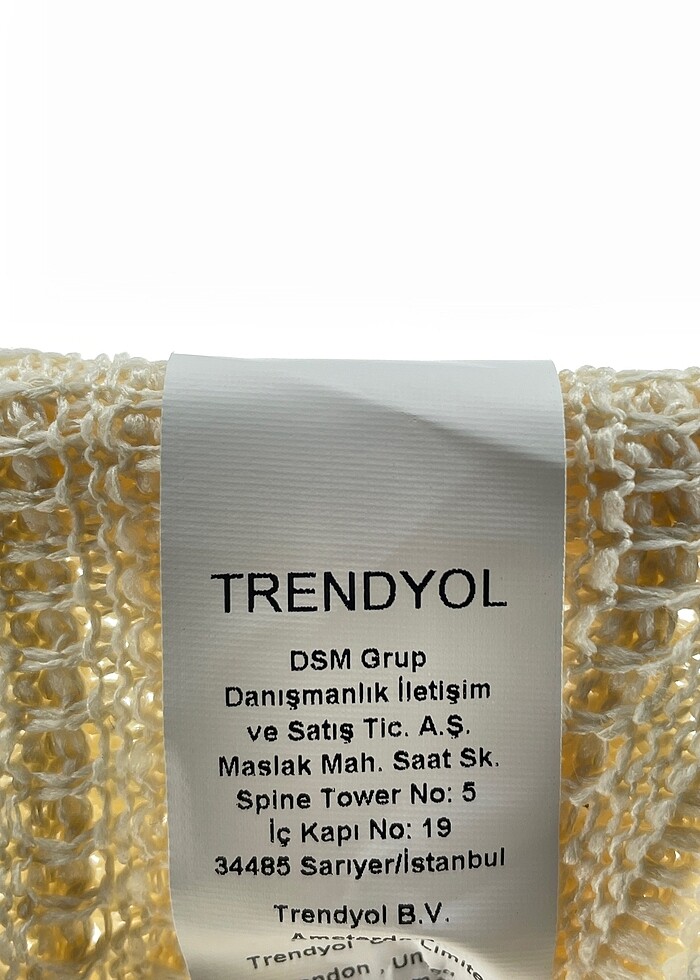 TRENDYOL
DSM Grup
Danışmanlık İletişim
ve Satış Tic. A.Ş.
Maslak Mah. Saat Sk.
Spine Tower No: 5
İç Kapı No: 19
34485 Sarıyer/İstanbul
Trendyol B.V.
Trendyol